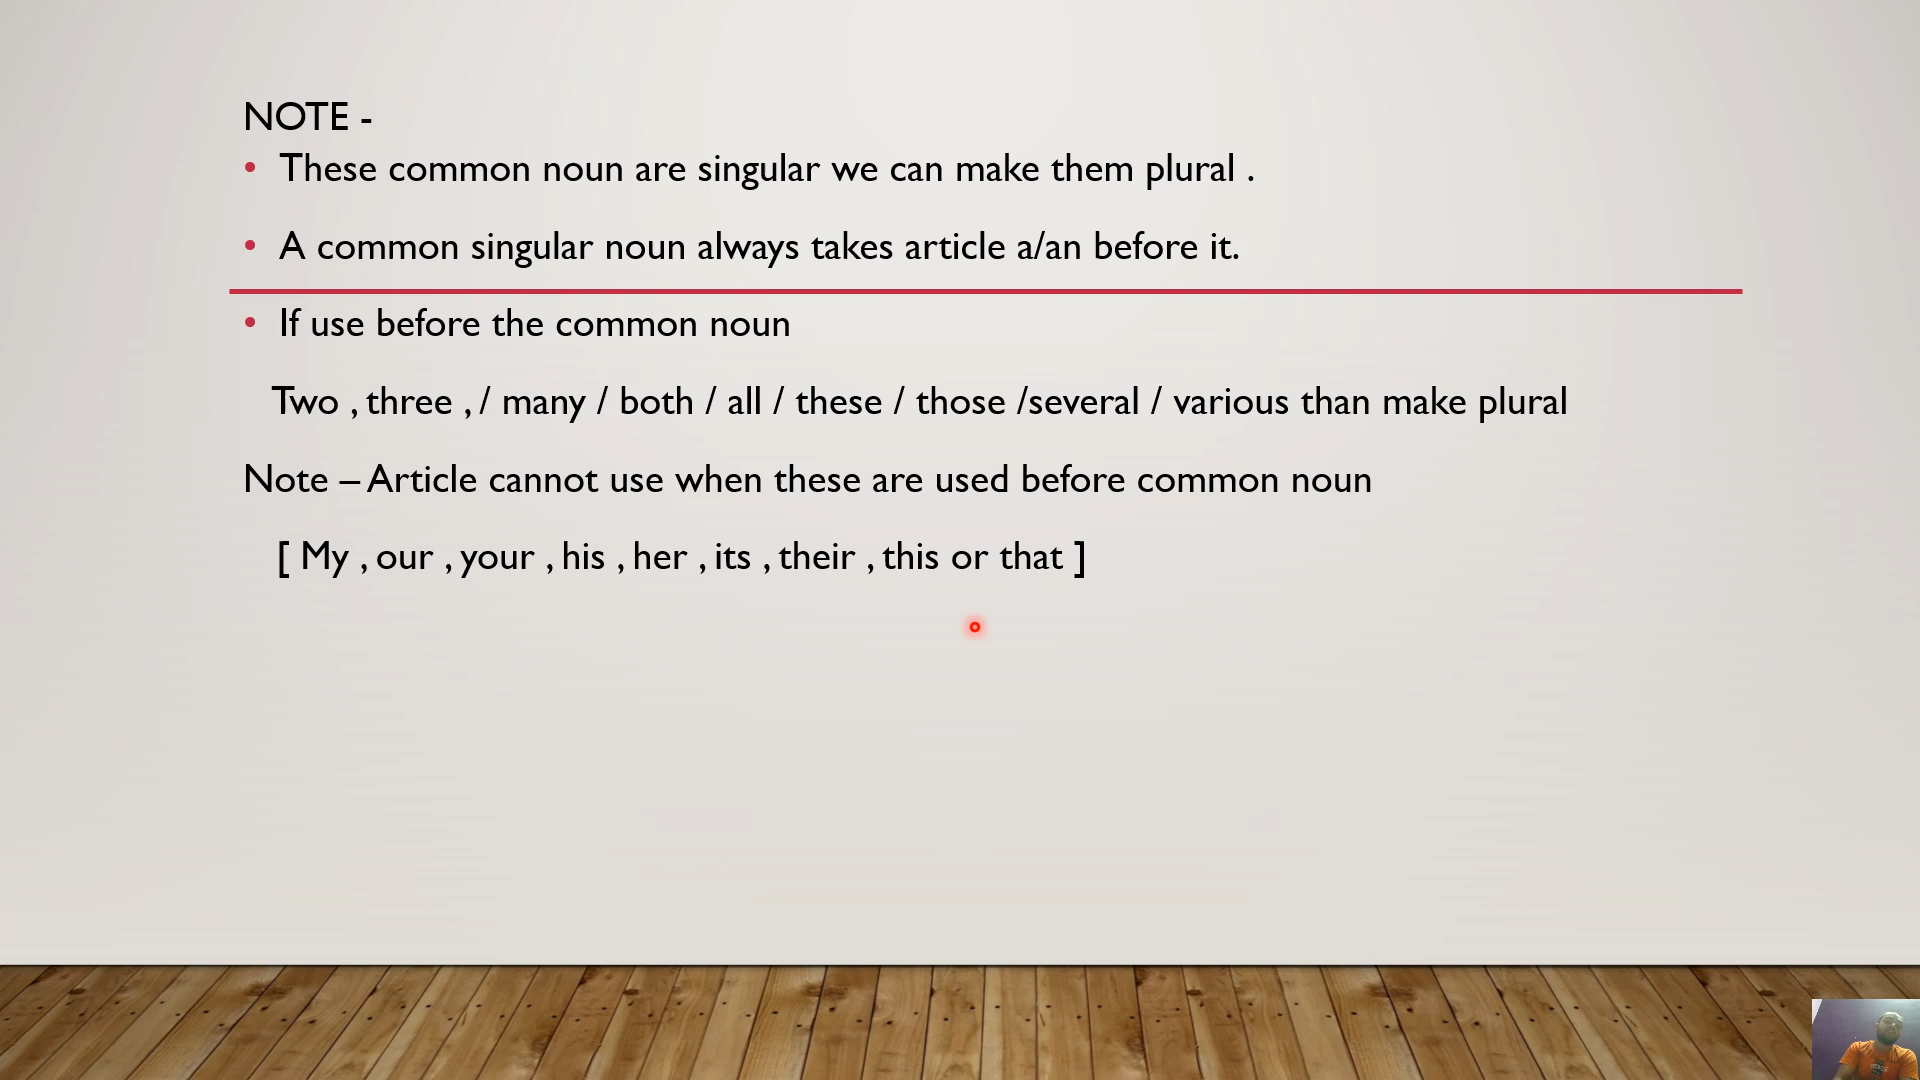 NOTE -
• These common noun are singular we can make them plural .
• A common singular noun always takes article a/an before it.
• If use before the common noun
Two , three , / many / both / all / these / those /several / various than make plural
Note – Article cannot use when these are used before common noun
[ My , our , your , his , her , its , their , this or that ]